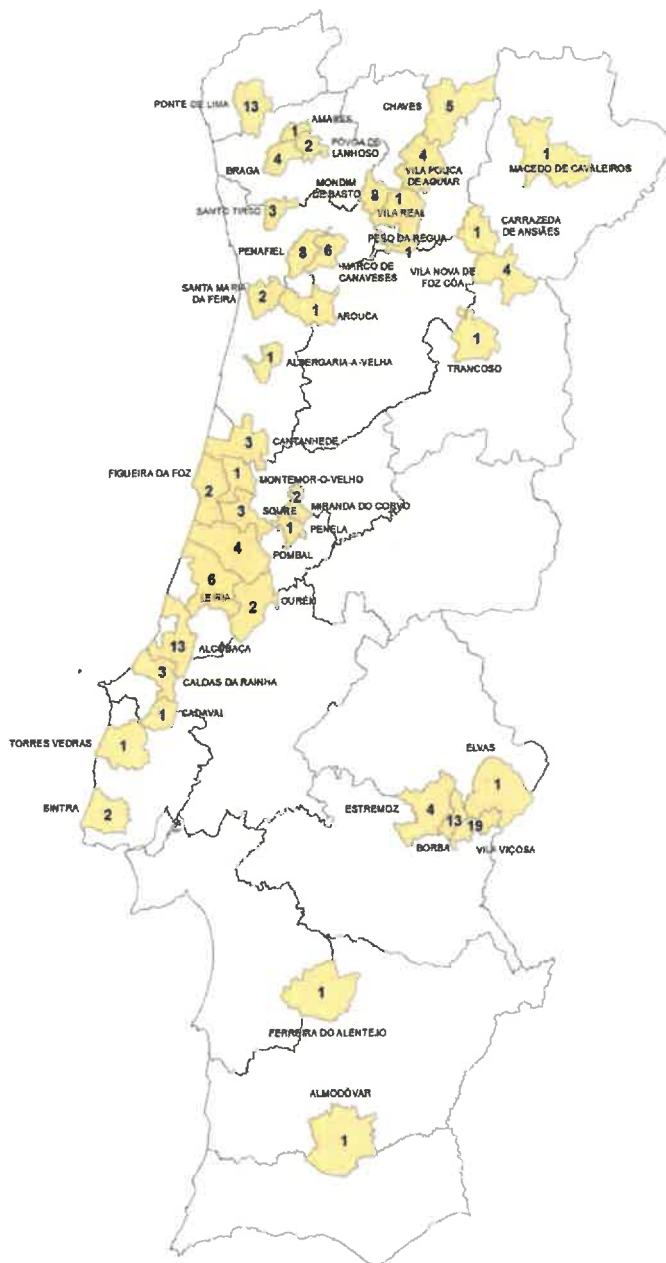 PONTE DE LIMA
13
CHAVES
5
AMARES
1
2
PÓVOA DE
LANHOSO
BRAGA
4
4
VILA POUCA
DE AGUIAR
1
MACEDO DE CAVALEIROS
MONDIM
DE BASTO
8
1
VILA REAL
SANTO TIRSO
3
CARRAZEDA
DE ANSIÃES
1
PESO DA RÉGUA
1
PENAFIEL
8
6
MARCO DE
CANAVESES
VILA NOVA DE
FOZ CÔA
4
SANTA MARIA
DA FEIRA
2
1
AROUCA
1
TRANCOSO
1
ALBERGARIA-A-VELHA
3
CANTANHEDE
FIGUEIRA DA FOZ
2
1
MONTEMOR-O-VELHO
2
MIRANDA DO CORVO
3
SOURE
1
PENELA
4
POMBAL
6
LEIRIA
2
OURÉM
13
ALCOBAÇA
3
CALDAS DA RAINHA
1
CADAVAL
TORRES VEDRAS
1
SINTRA
2
ELVAS
1
ESTREMOZ
4
13
19
BORBA
VILA VIÇOSA
1
FERREIRA DO ALENTEJO
ALMODÓVAR
1